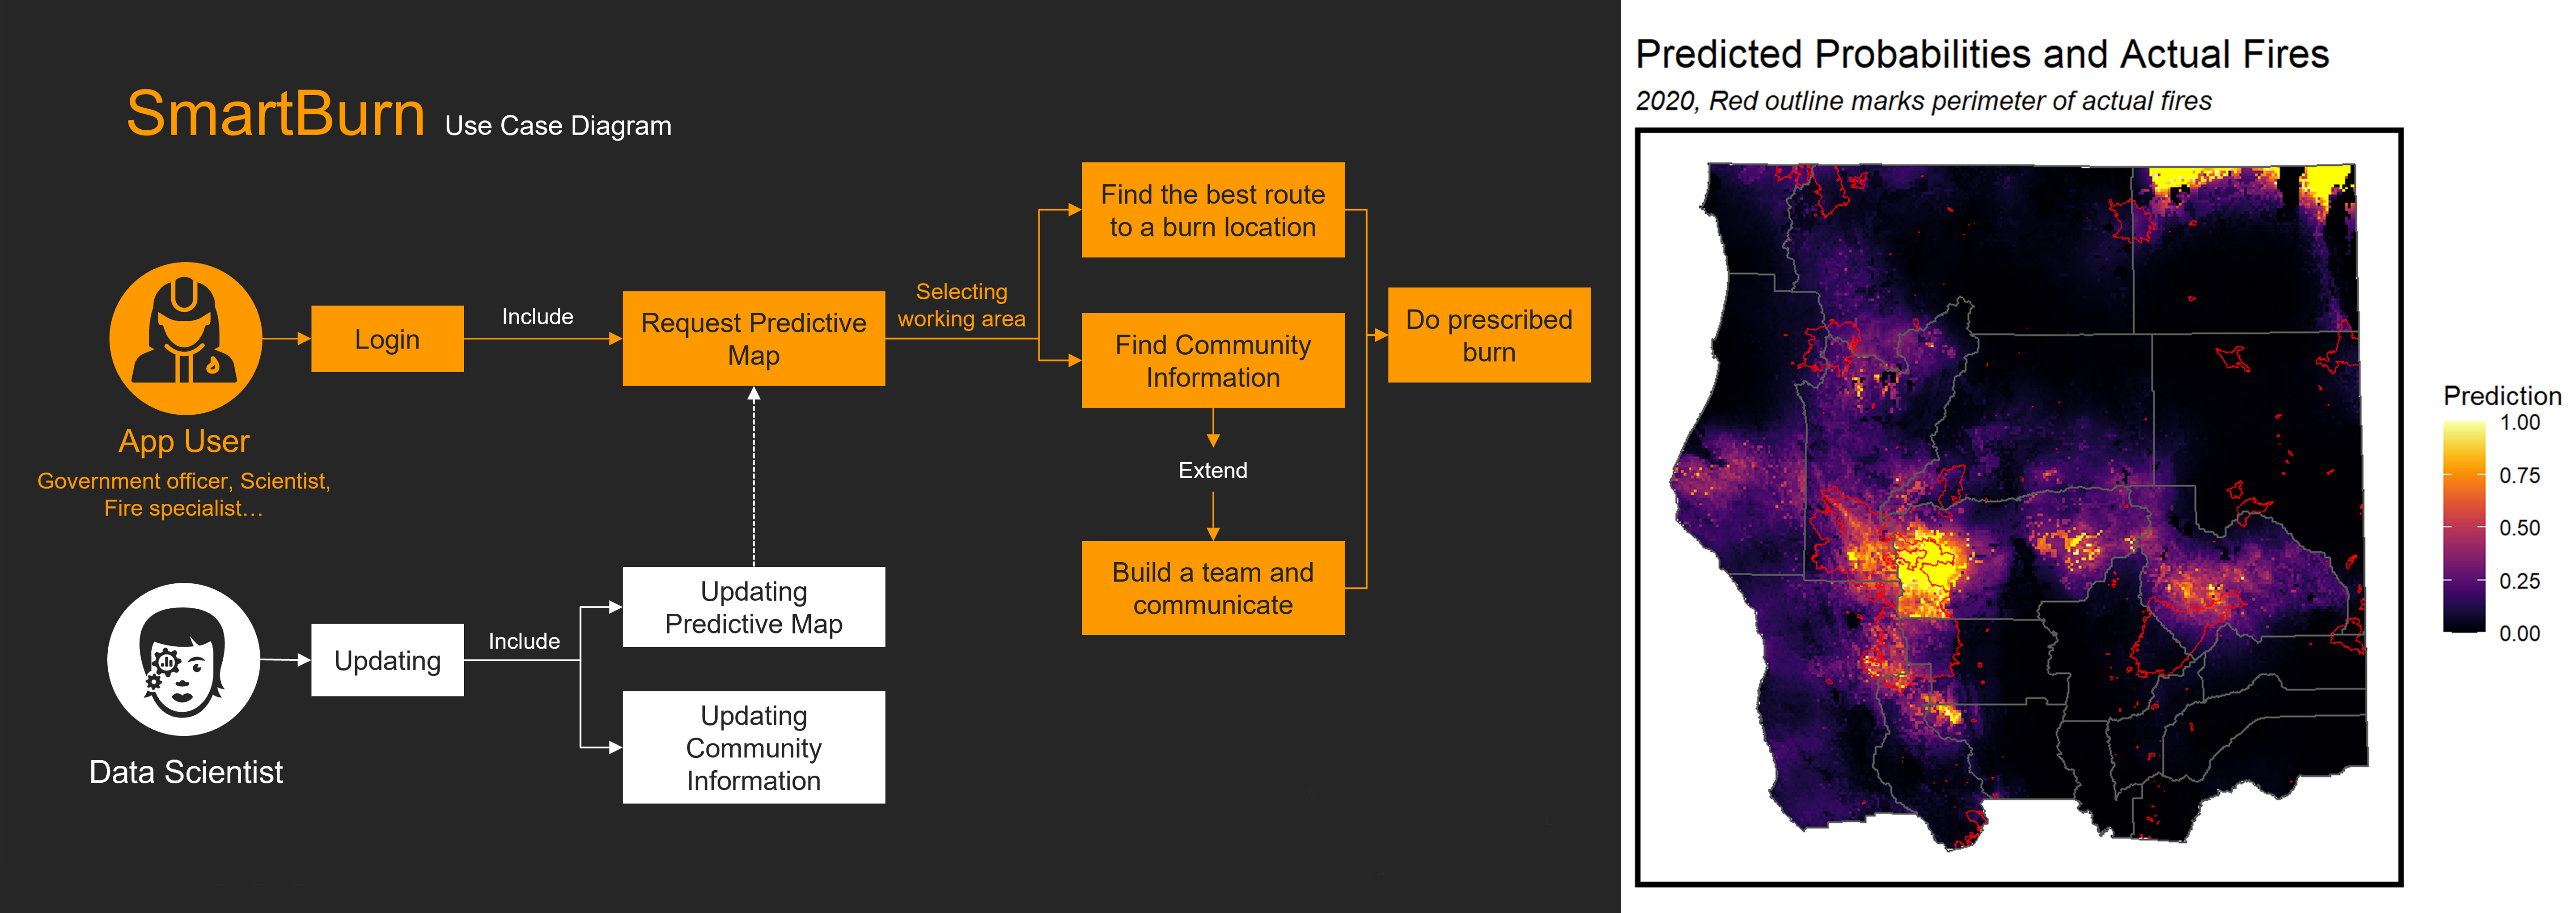 SmartBurn Use Case Diagram
Find the best route
to a burn location
Selecting
working area
Include
Login
Request Predictive
Map
Find Community
Information
Do prescribed
burn
App User
Government officer, Scientist,
Fire specialist...
Extend
Build a team and
communicate
Updating
Include
Updating
Predictive Map
Updating
Community
Information
Data Scientist
Predicted Probabilities and Actual Fires
2020, Red outline marks perimeter of actual fires
Prediction
1.00
0.75
0.50
0.25
0.00